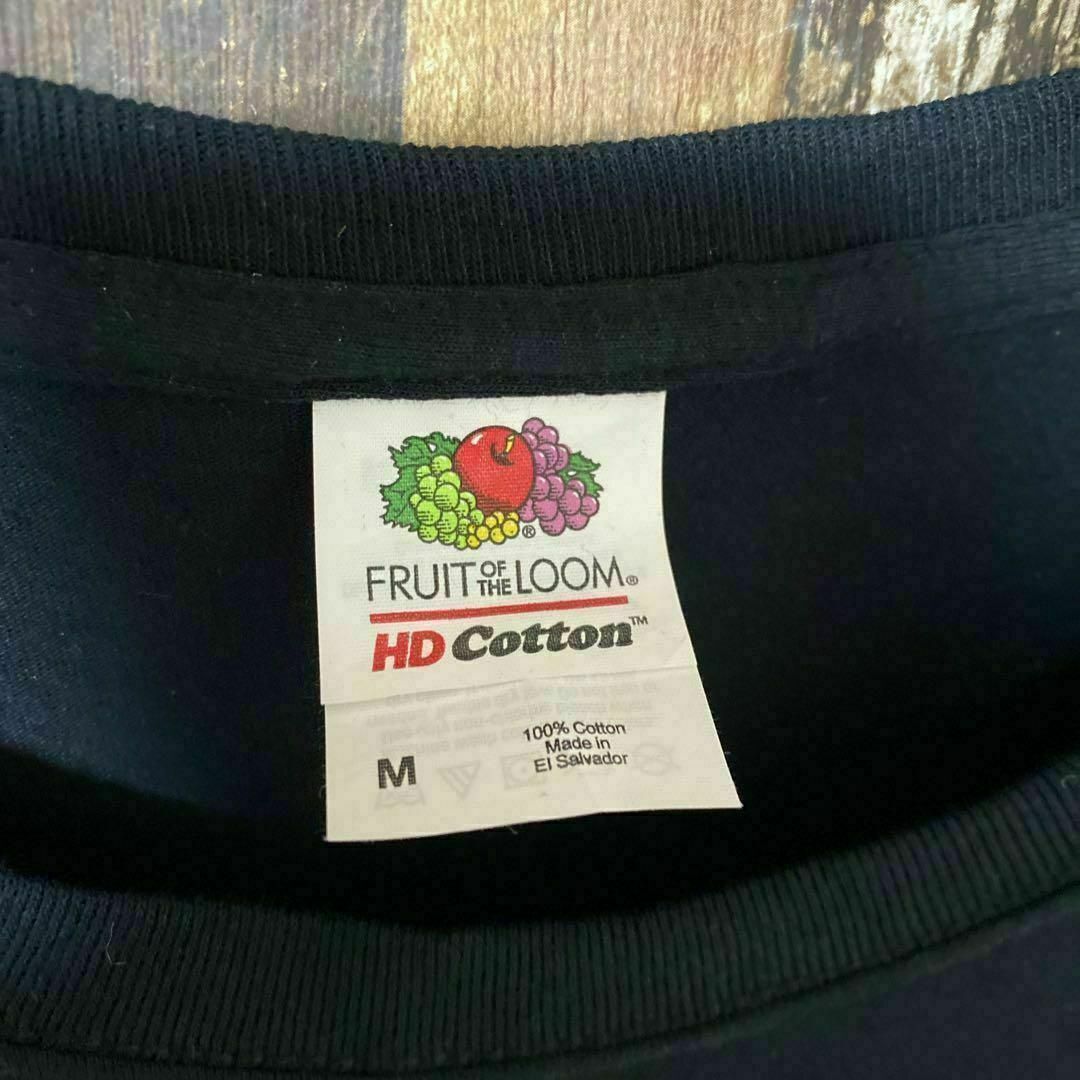 ®
FRUIT OF THE LOOM®
HD Cotton™
M
100% Cotton
Made in
El Salvador